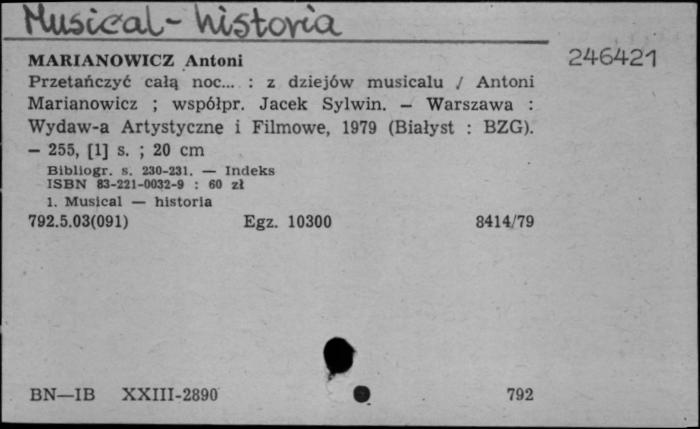 Musical - historia
246421
MARIANOWICZ Antoni
Przetańczyć całą noc... : z dziejów musicalu / Antoni
Marianowicz ; współpr. Jacek Sylwin. — Warszawa :
Wydaw-a Artystyczne i Filmowe, 1979 (Białyst : BZG).
— 255, [1] s. ; 20 cm
Bibliogr. s. 230-231. — Indeks
ISBN 83-221-0032-9 : 60 zł
1. Musical — historia
792.5.03(091) Egz. 10300 8414/79
BN—IB XXIII-2890 792